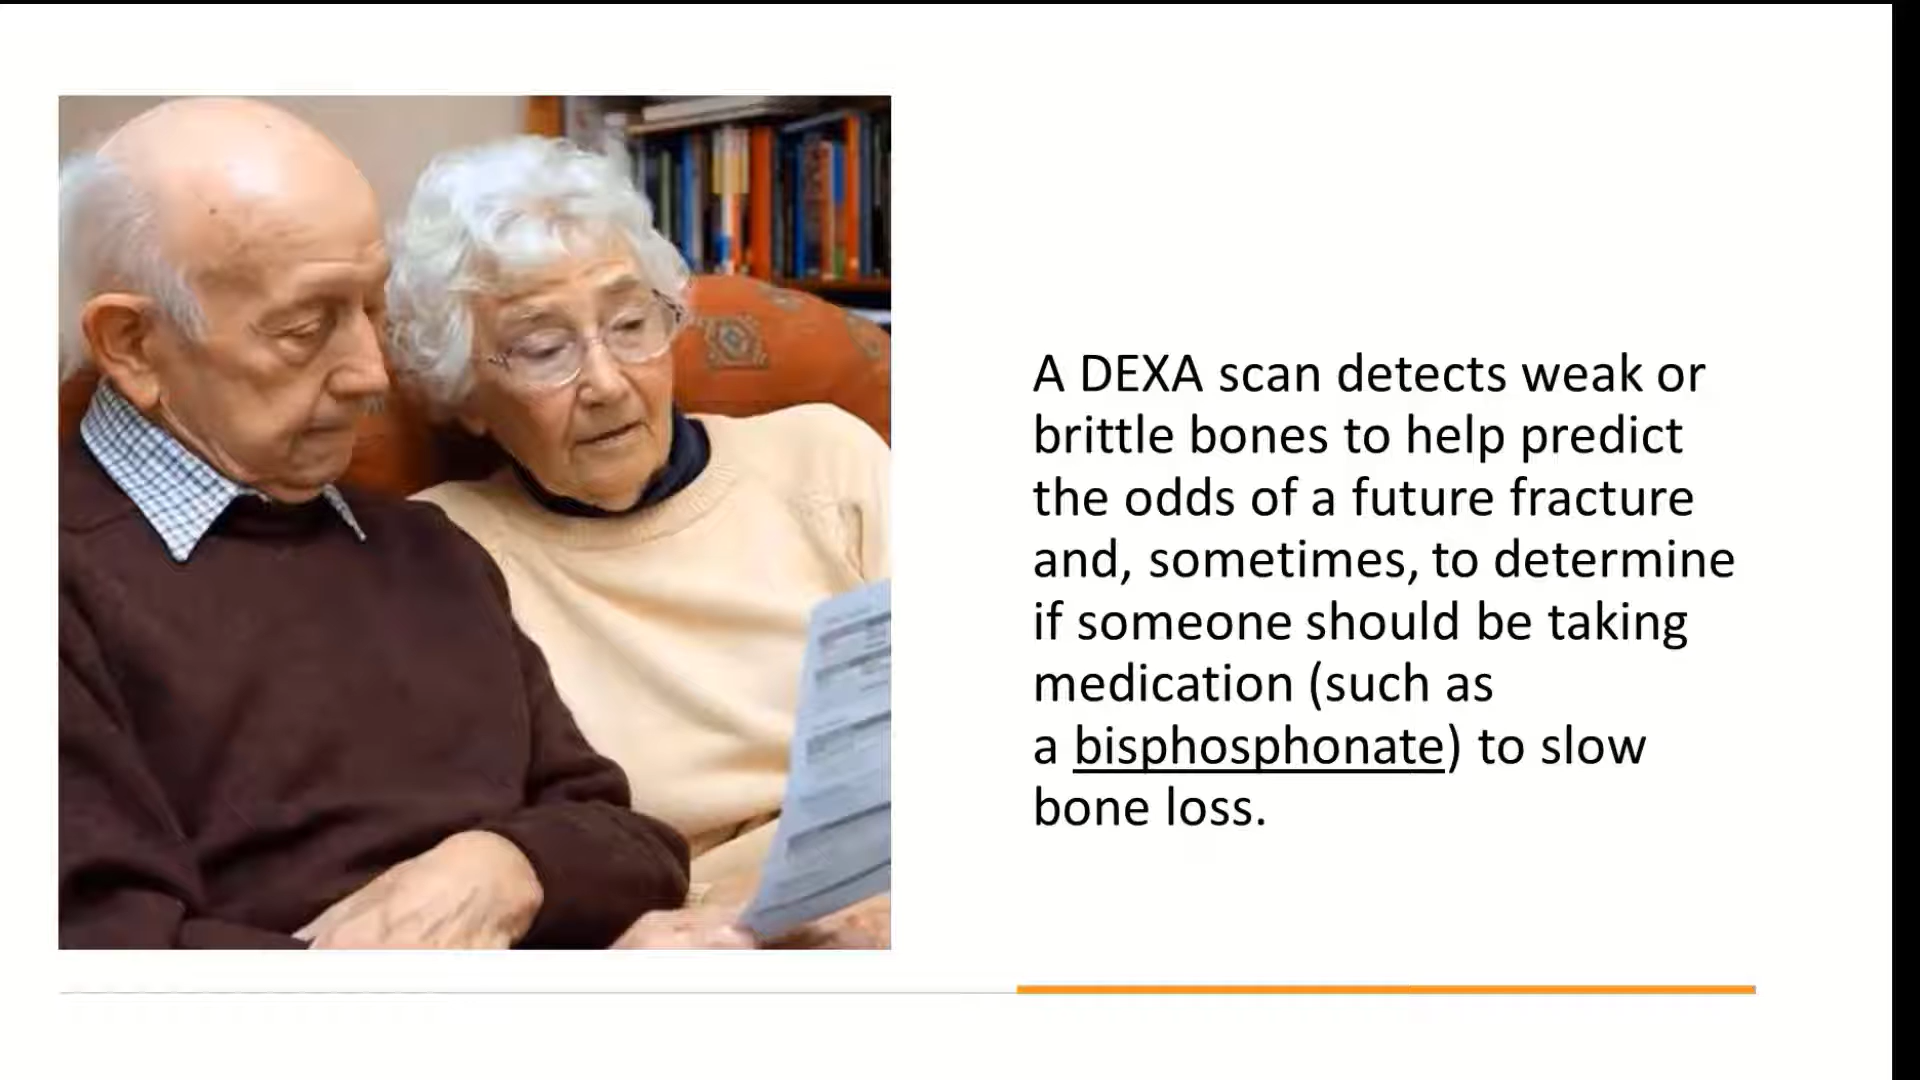 A DEXA scan detects weak or
brittle bones to help predict
the odds of a future fracture
and, sometimes, to determine
if someone should be taking
medication (such as
a bisphosphonate) to slow
bone loss.